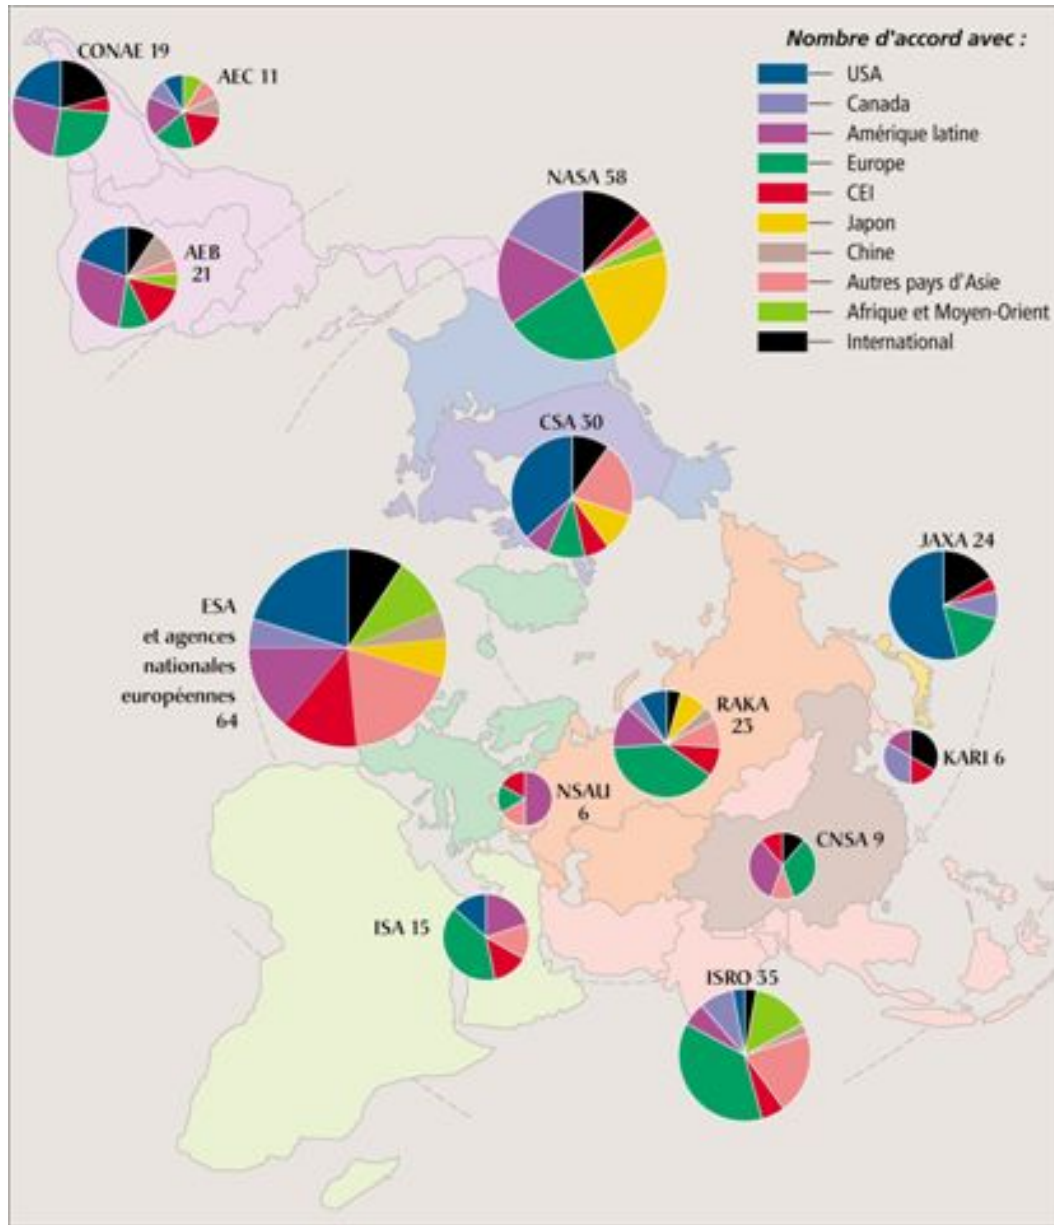 CONAE 19
AEC 11
AEB
21
NASA 58
Nombre d'accord avec :
USA
Canada
Amérique latine
Europe
CEI
Japon
Chine
Autres pays d'Asie
Afrique et Moyen-Orient
International
CSA 30
JAXA 24
ESA
et agences
nationales
européennes
64
RAKA
23
NSAU
6
KARI 6
CNSA 9
ISA 15
ISRO 35